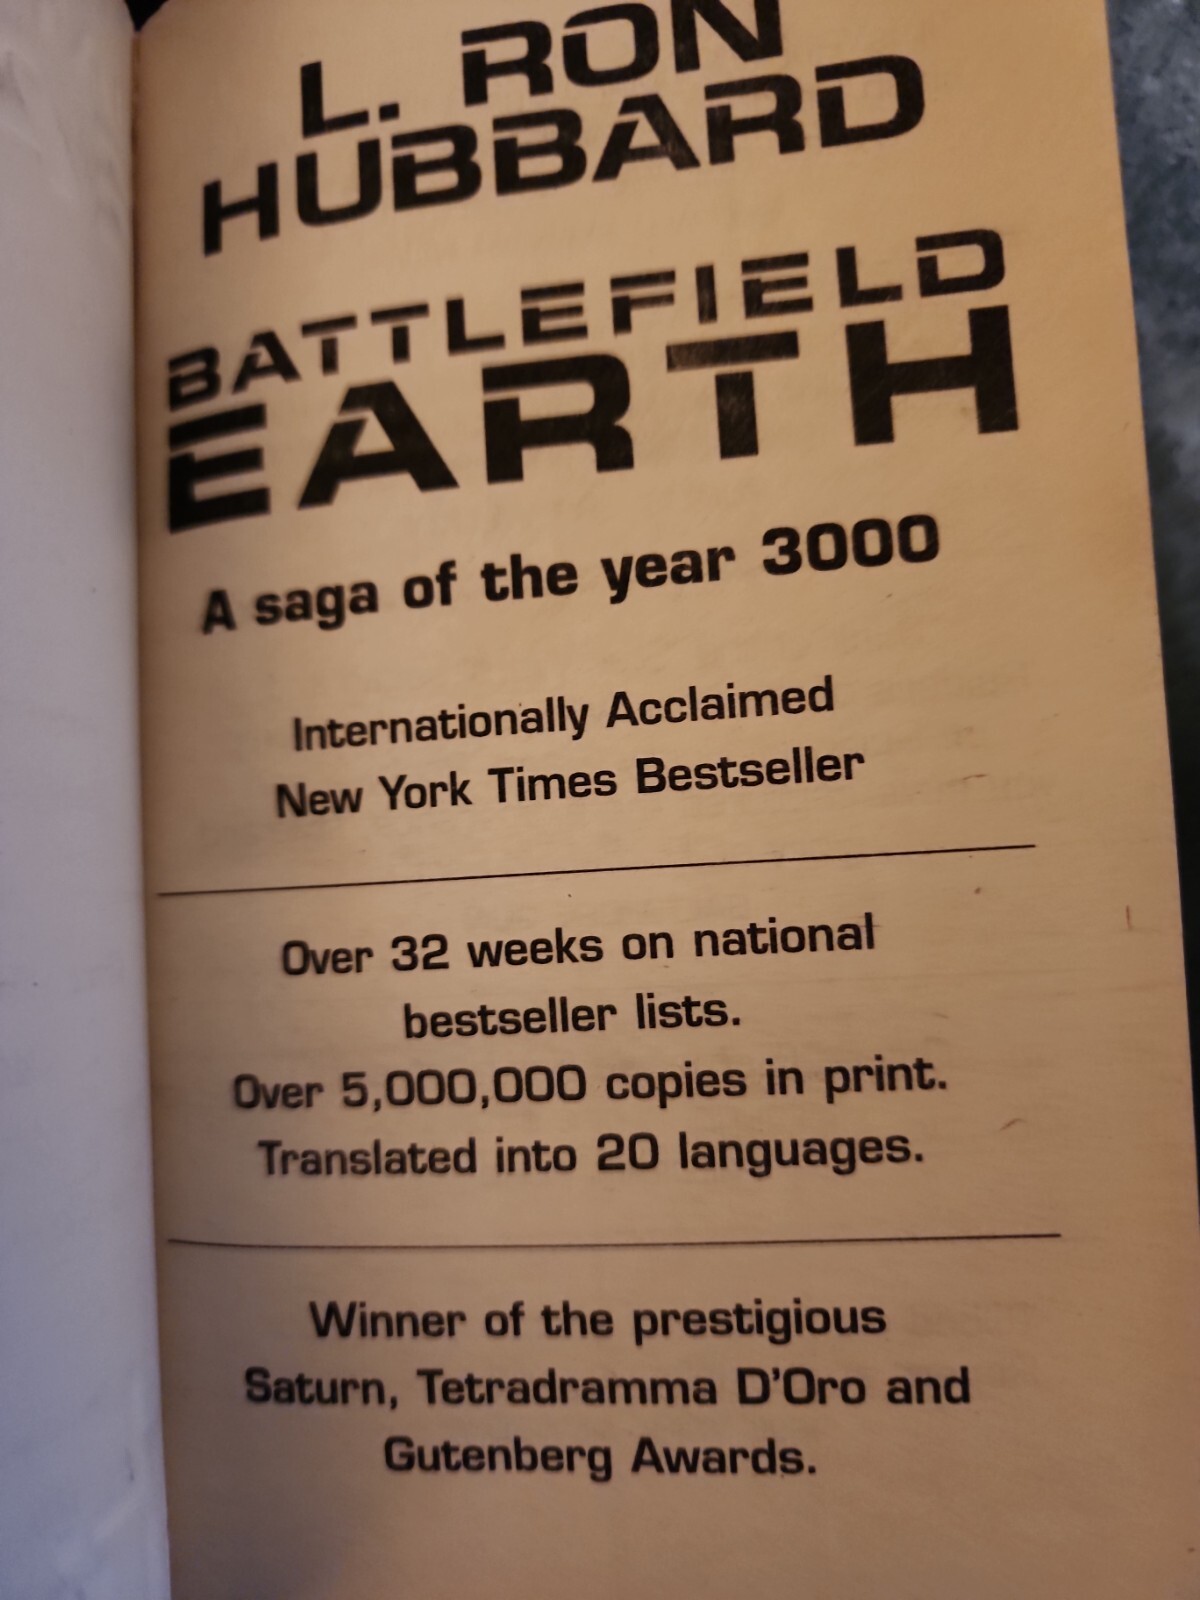 L. RON
HUBBARD
BATTLEFIELD
EARTH
A saga of the year 3000
Internationally Acclaimed
New York Times Bestseller
Over 32 weeks on national
bestseller lists.
Over 5,000,000 copies in print.
Translated into 20 languages.
Winner of the prestigious
Saturn, Tetradramma D'Oro and
Gutenberg Awards.